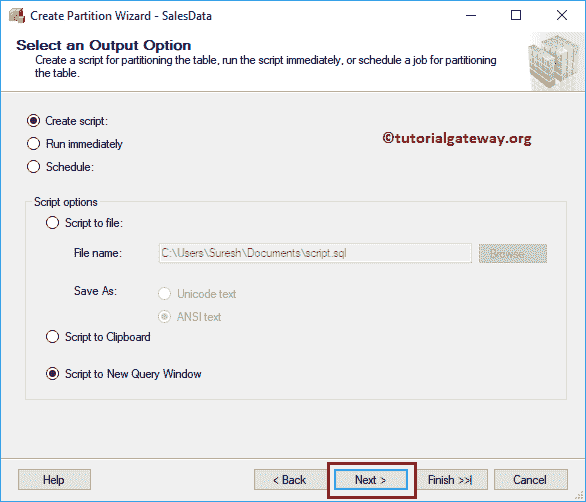 Create Partition Wizard - SalesData
Select an Output Option
Create a script for partitioning the table, run the script immediately, or schedule a job for partitioning
the table.
Create script:
Run immediately
©tutorialgateway.org
Schedule:
Script options
Script to file:
File name:
C:\Users\Suresh\Documents\script.sql
Browse...
Save As:
Unicode text
ANSI text
Script to Clipboard
Script to New Query Window
Help
< Back
Next >
Finish >>|
Cancel